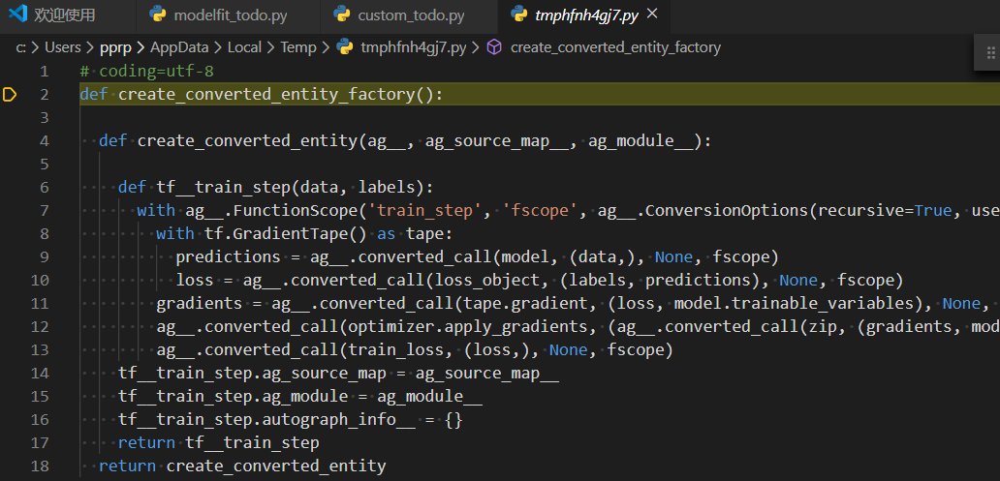 欢迎使用 modelfit_todo.py custom_todo.py tmphfnh4gj7.py
c: > Users > pprp > AppData > Local > Temp > tmphfnh4gj7.py > create_converted_entity_factory
1 # coding=utf-8
2 def create_converted_entity_factory():
3
4 def create_converted_entity(ag__, ag_source_map__, ag_module__):
5
6 def tf__train_step(data, labels):
7 with ag__.FunctionScope('train_step', 'fscope', ag__.ConversionOptions(recursive=True, use
8 with tf.GradientTape() as tape:
9 predictions = ag__.converted_call(model, (data,), None, fscope)
10 loss = ag__.converted_call(loss_object, (labels, predictions), None, fscope)
11 gradients = ag__.converted_call(tape.gradient, (loss, model.trainable_variables), None,
12 ag__.converted_call(optimizer.apply_gradients, (ag__.converted_call(zip, (gradients, mod
13 ag__.converted_call(train_loss, (loss,), None, fscope)
14 tf__train_step.ag_source_map = ag_source_map__
15 tf__train_step.ag_module = ag_module__
16 tf__train_step.autograph_info__ = {}
17 return tf__train_step
18 return create_converted_entity